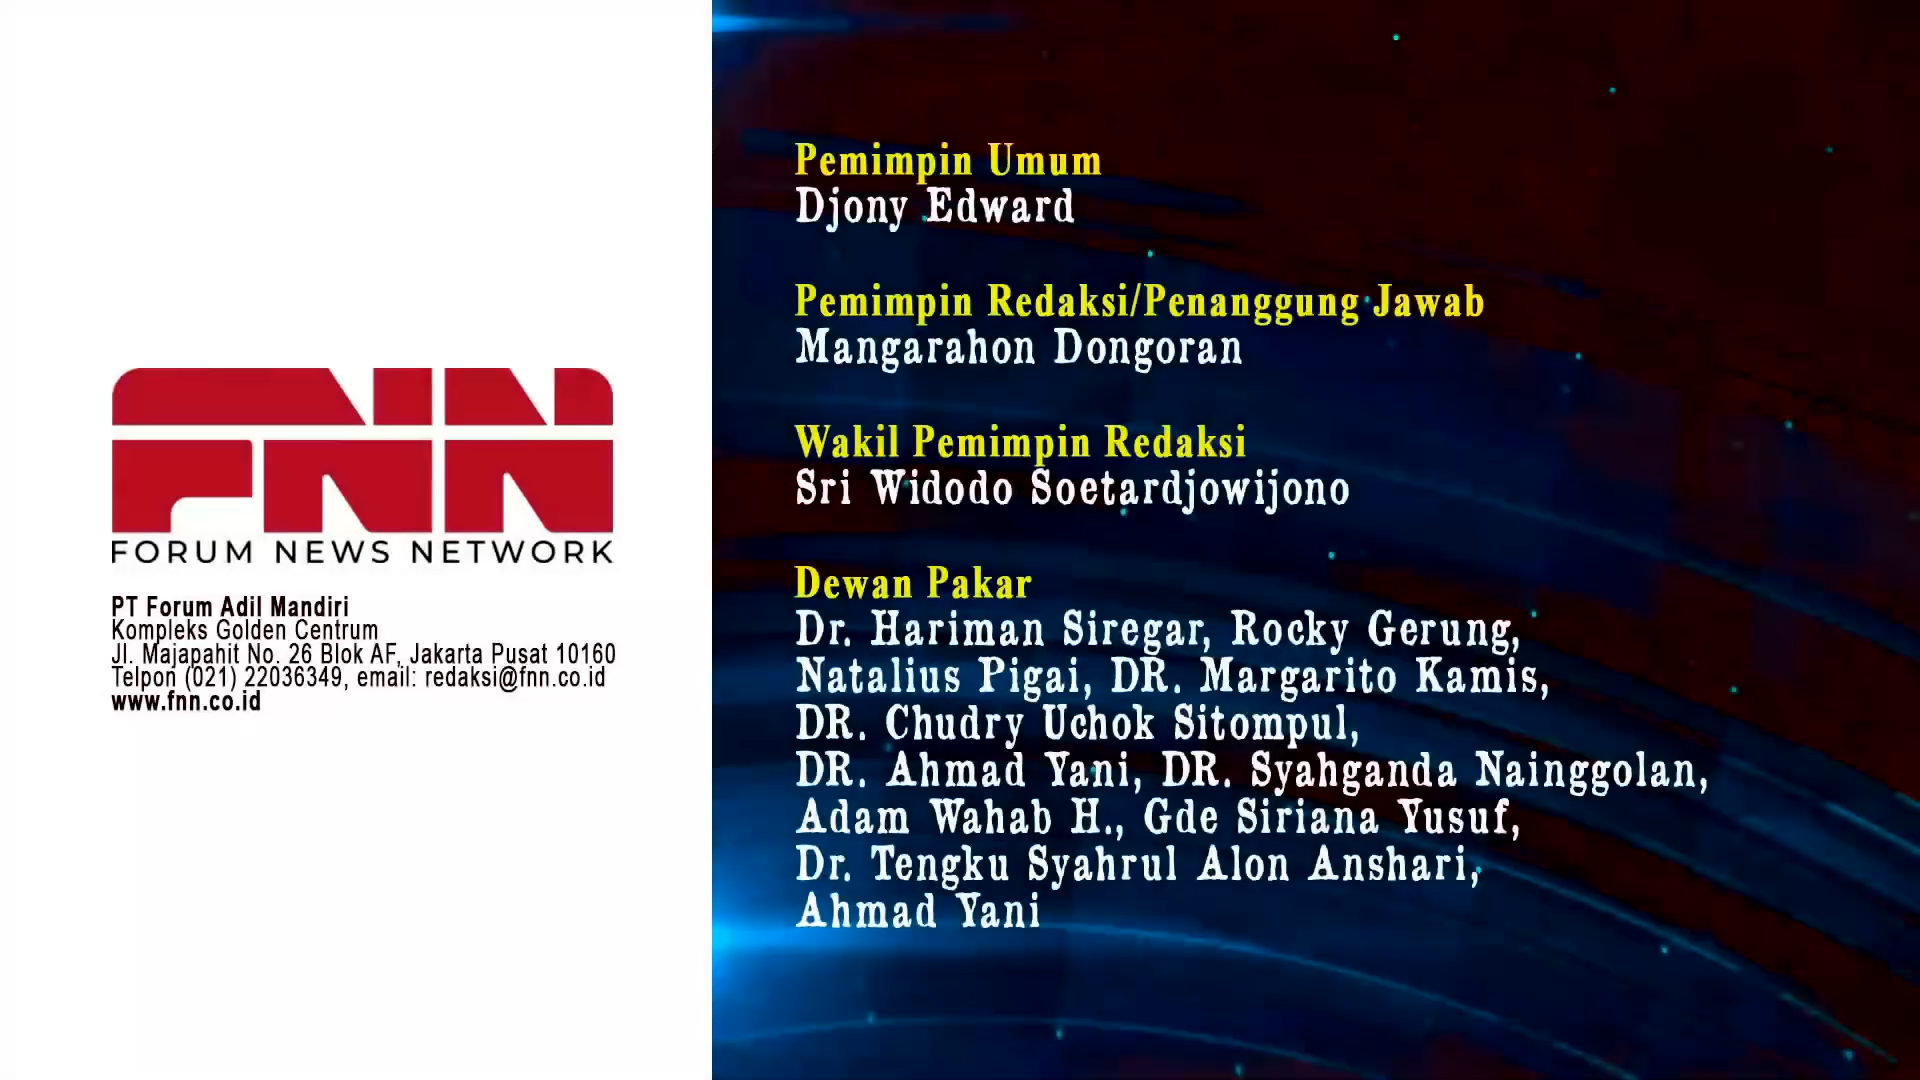 FNN
FORUM NEWS NETWORK
PT Forum Adil Mandiri
Kompleks Golden Centrum
Jl. Majapahit No. 26 Blok AF, Jakarta Pusat 10160
Telpon (021) 22036349, email: redaksi@fnn.co.id
www.fnn.co.id
Pemimpin Umum
Djony Edward
Pemimpin Redaksi/Penanggung Jawab
Mangarahon Dongoran
Wakil Pemimpin Redaksi
Sri Widodo Soetardjowijono
Dewan Pakar
Dr. Hariman Siregar, Rocky Gerung,
Natalius Pigai, DR. Margarito Kamis,
DR. Chudry Uchok Sitompul,
DR. Ahmad Yani, DR. Syahganda Nainggolan,
Adam Wahab H., Gde Siriana Yusuf,
Dr. Tengku Syahrul Alon Anshari,
Ahmad Yani